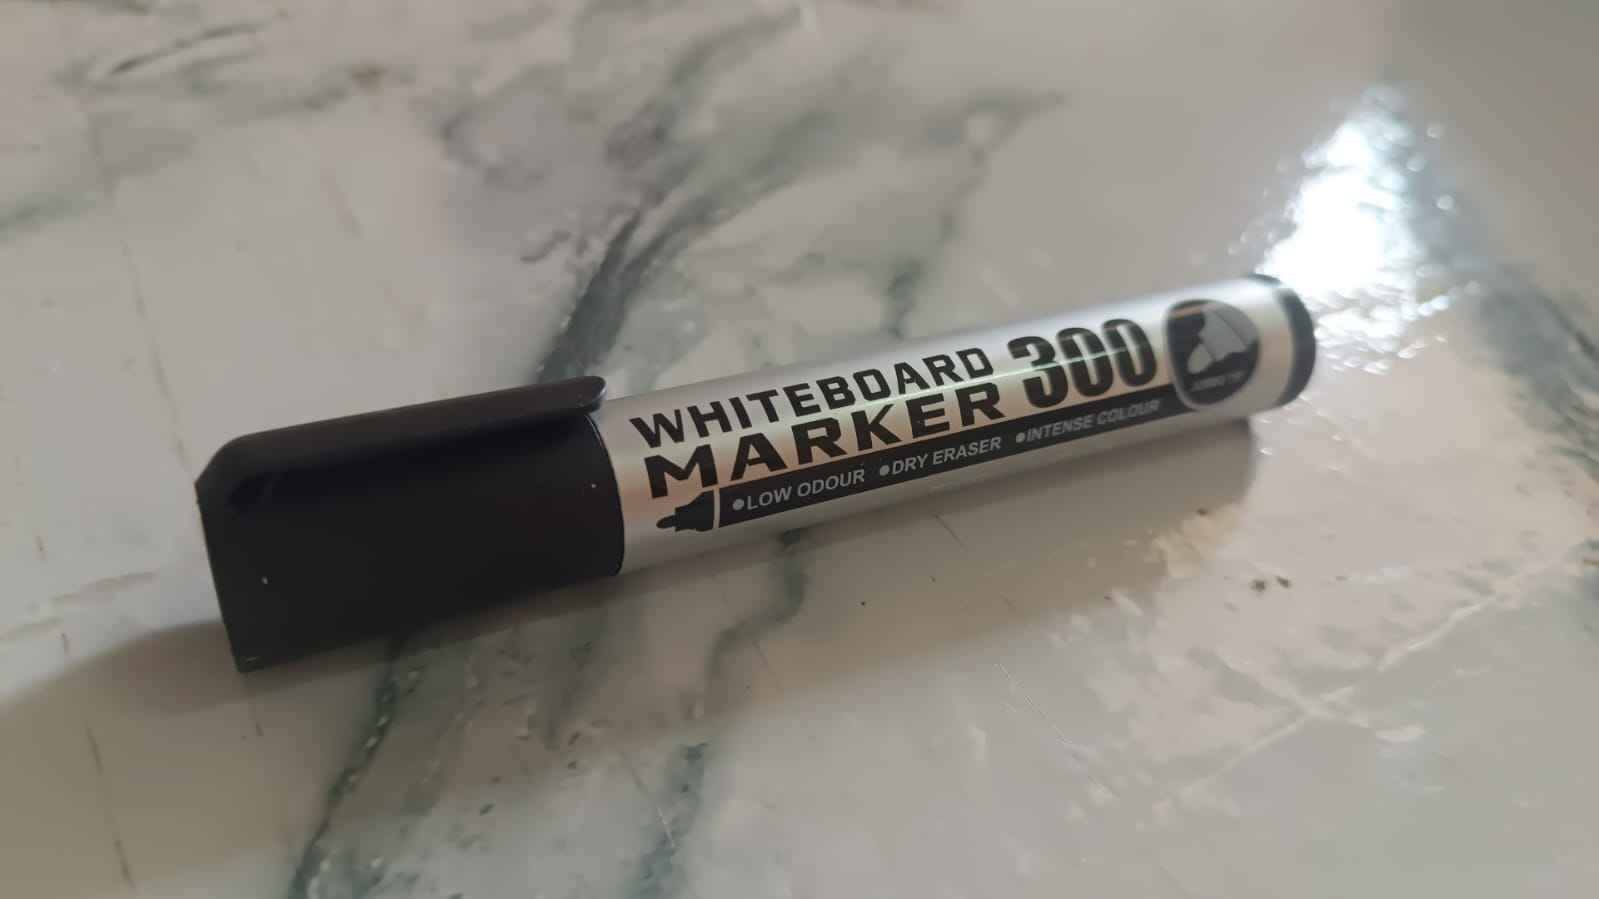 WHITEBOARD
MARKER 300
●LOW ODOUR ●DRY ERASER ●INTENSE COLOUR